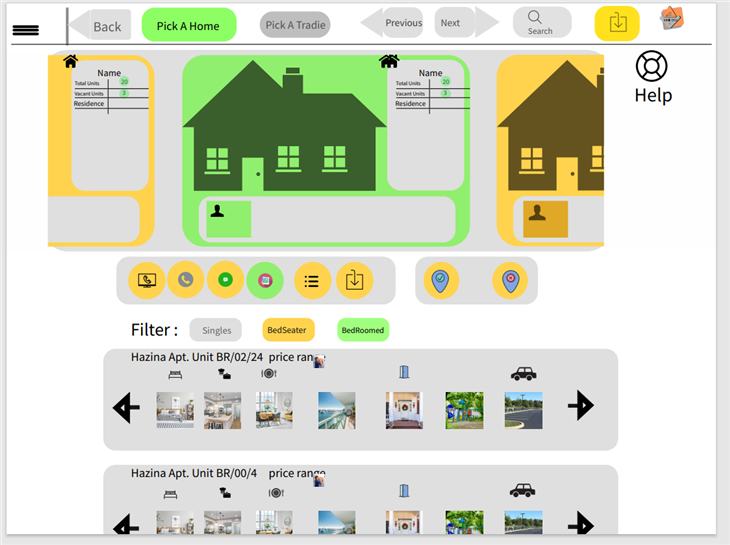 Back
Pick A Home
Pick A Tradie
Previous
Next
Search
Help
Name
Total Units 20
Vacant Units 3
Residence
Name
Total Units 20
Vacant Units 3
Residence
Filter :
Singles
BedSeater
BedRoomed
Hazina Apt. Unit BR/02/24 price range
Hazina Apt. Unit BR/00/4 price range